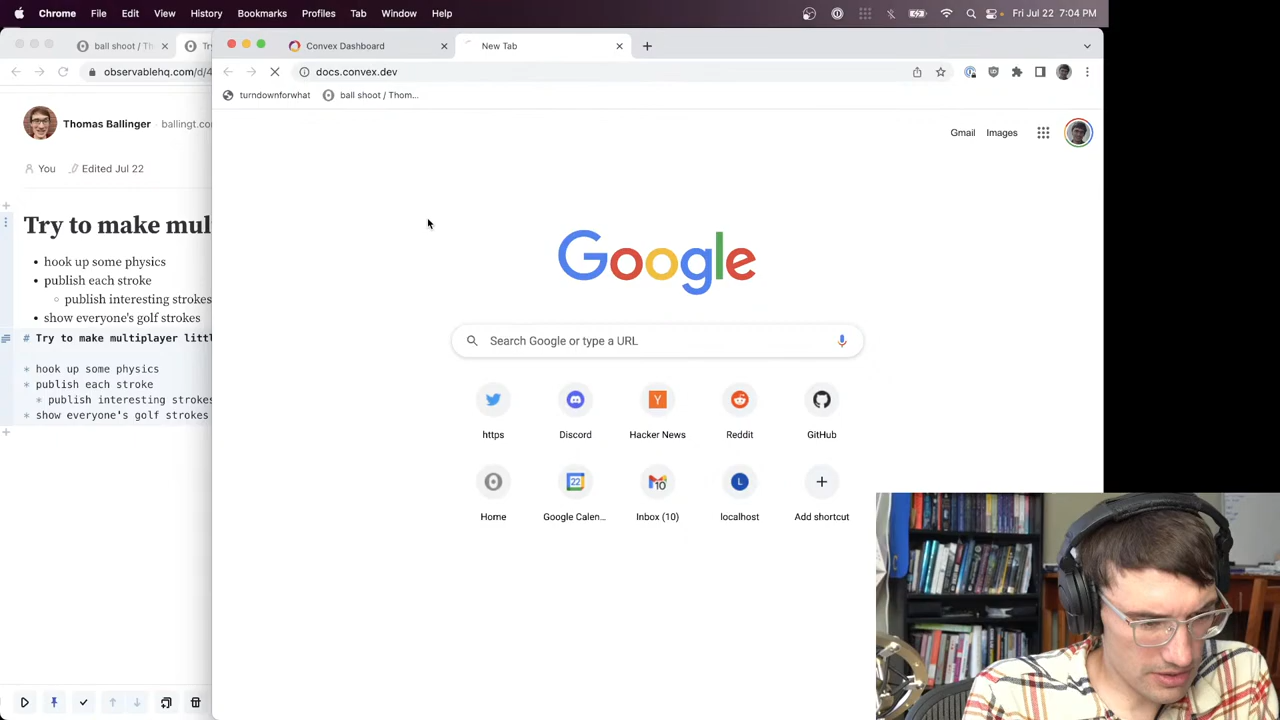 Chrome File Edit View History Bookmarks Profiles Tab Window Help Fri Jul 22 7:04 PM
ball shoot / Th
Convex Dashboard
New Tab
observablehq.com/d/4
docs.convex.dev
turndownforwhat
ball shoot / Thom...
Thomas Ballinger
ballingt.co
Gmail
Images
You
Edited Jul 22
Try to make mul
hook up some physics
publish each stroke
publish interesting strokes
show everyone's golf strokes
# Try to make multiplayer littl
* hook up some physics
* publish each stroke
* publish interesting strokes
* show everyone's golf strokes
Google
Search Google or type a URL
https
Discord
Hacker News
Reddit
GitHub
Home
Google Calen...
Inbox (10)
localhost
Add shortcut